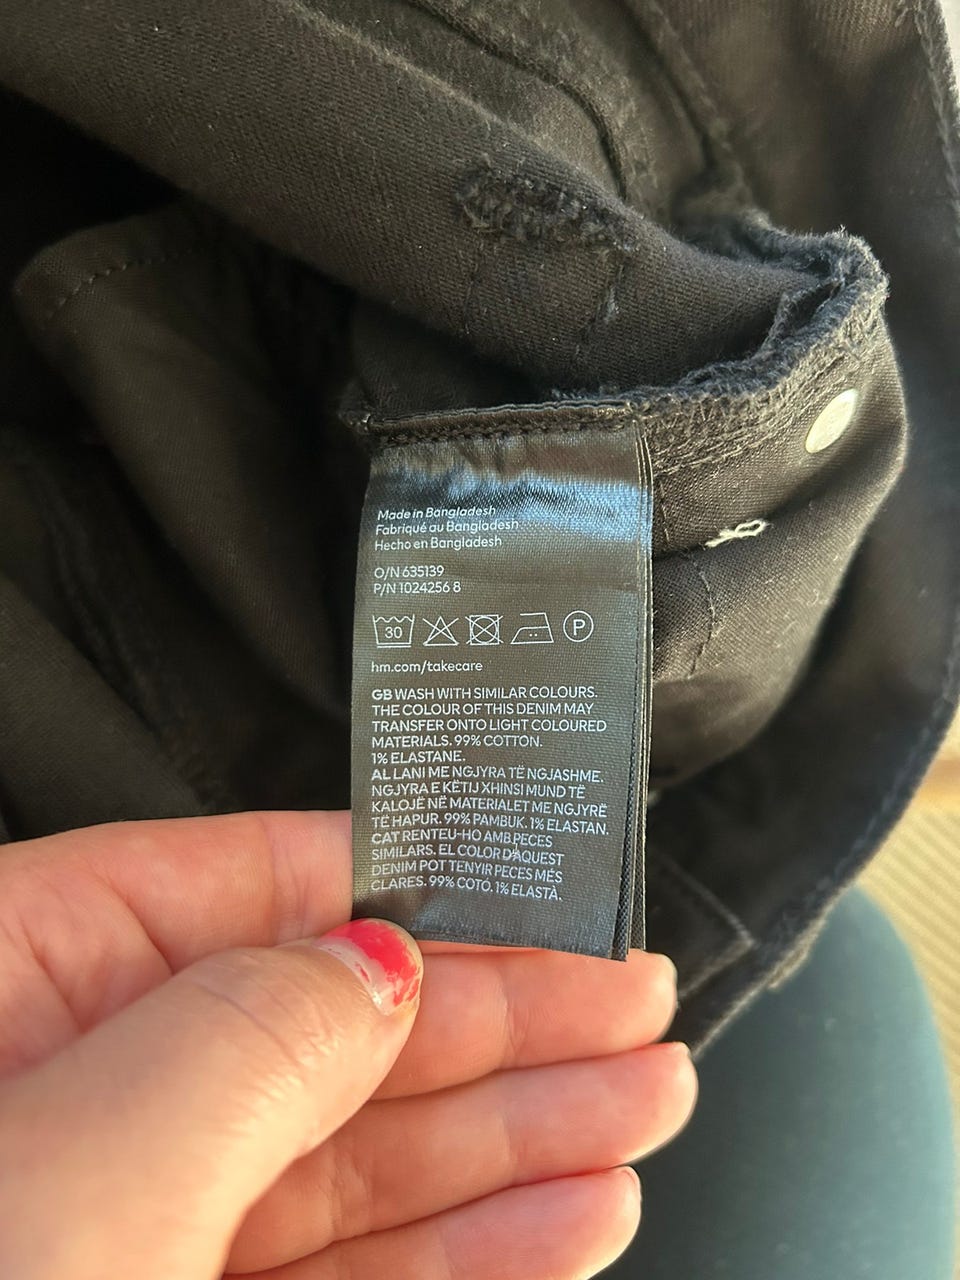 Made in Bangladesh
Fabriqué au Bangladesh
Hecho en Bangladesh
O/N 635139
P/N 1024256 8
30 P
hm.com/takecare
GB WASH WITH SIMILAR COLOURS.
THE COLOUR OF THIS DENIM MAY
TRANSFER ONTO LIGHT COLOURED
MATERIALS. 99% COTTON.
1% ELASTANE.
AL LANI ME NGJYRA TË NGJASHME.
NGJYRA E KËTIJ XHINSI MUND TË
KALOJË NË MATERIALET ME NGJYRË
TË HAPUR. 99% PAMBUK. 1% ELASTAN.
CAT RENTEU-HO AMB PECES
SIMILARS. EL COLOR D'AQUEST
DENIM POT TENYIR PECES MÉS
CLARES. 99% COTÓ. 1% ELASTÀ.